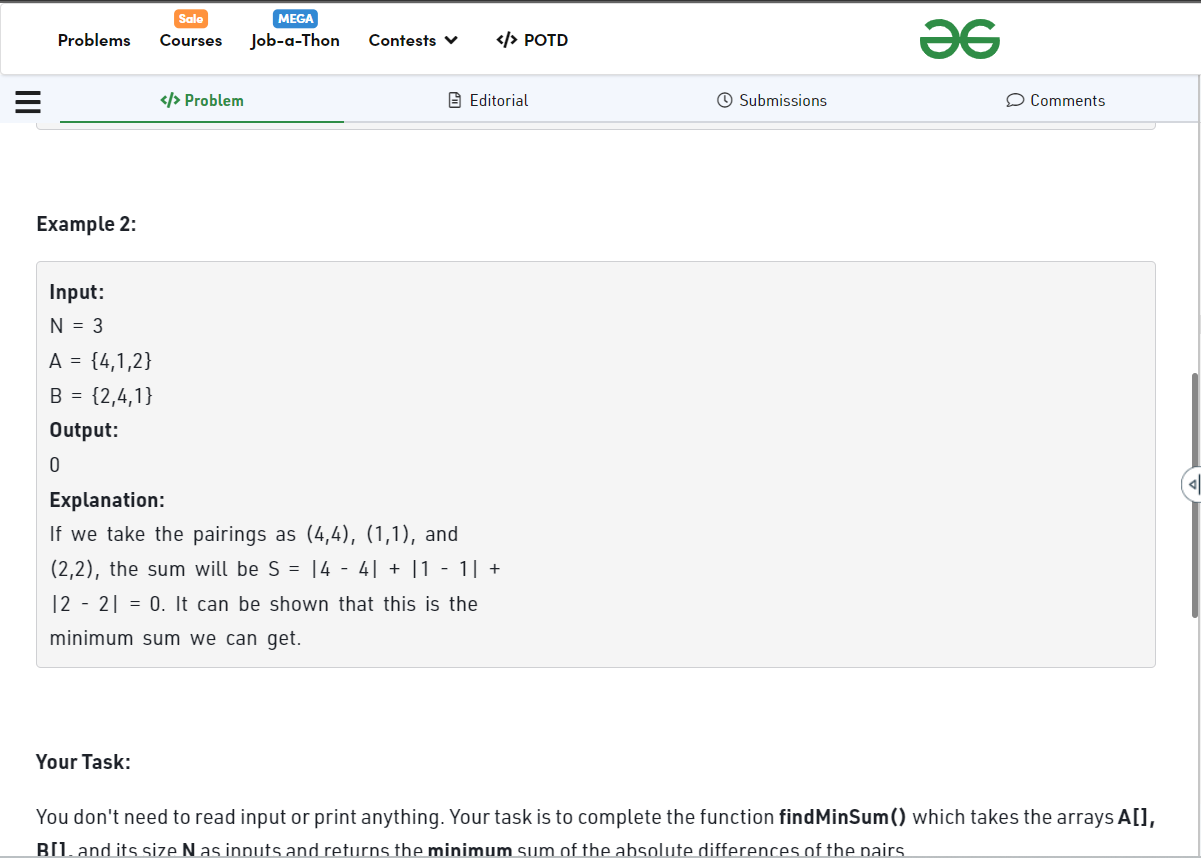 Sale
MEGA
Problems Courses Job-a-Thon Contests </> POTD
</> Problem Editorial Submissions Comments
Example 2:
Input:
N = 3
A = {4,1,2}
B = {2,4,1}
Output:
0
Explanation:
If we take the pairings as (4,4), (1,1), and
(2,2), the sum will be S = |4 - 4| + |1 - 1| +
|2 - 2| = 0. It can be shown that this is the
minimum sum we can get.
Your Task:
You don't need to read input or print anything. Your task is to complete the function findMinSum() which takes the arrays A[],
B[], and its size N as inputs and returns the minimum sum of the absolute differences of the pairs.